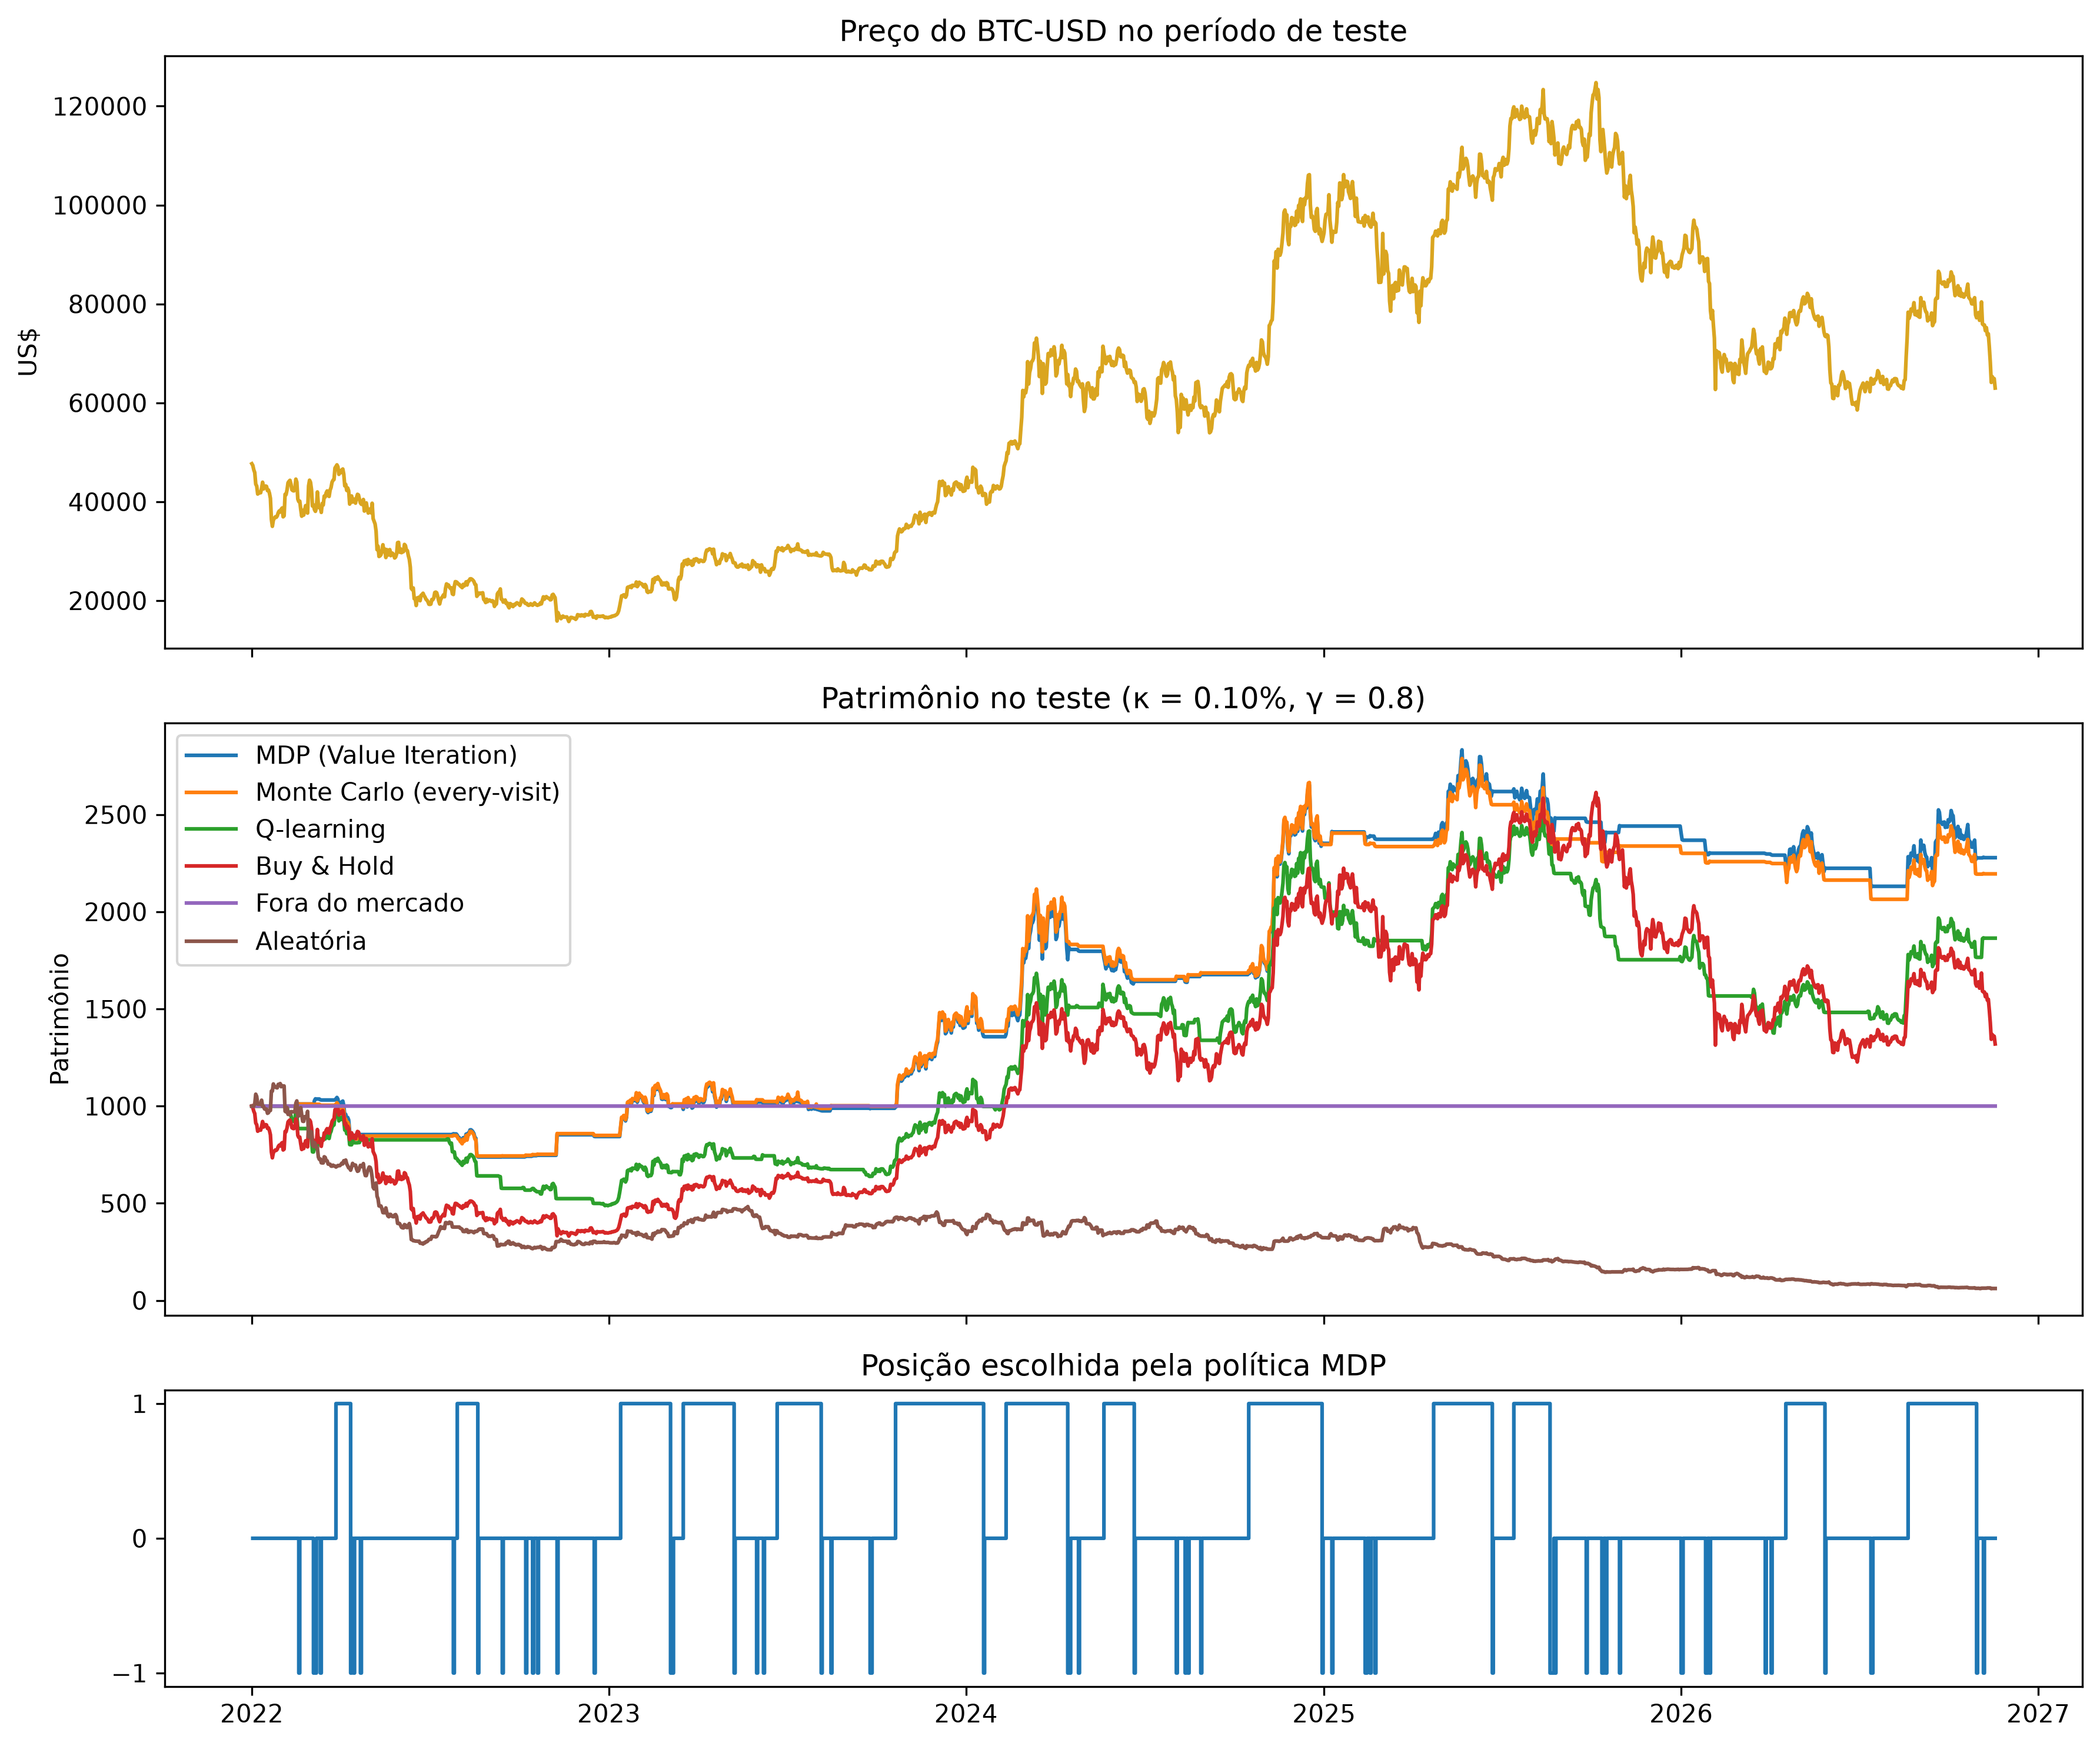 Preço do BTC-USD no período de teste
120000
100000
80000
60000
40000
20000
US$
Patrimônio no teste (κ = 0.10%, γ = 0.8)
MDP (Value Iteration)
Monte Carlo (every-visit)
Q-learning
Buy & Hold
Fora do mercado
Aleatória
2500
2000
1500
1000
500
0
Patrimônio
Posição escolhida pela política MDP
1
0
−1
2022
2023
2024
2025
2026
2027